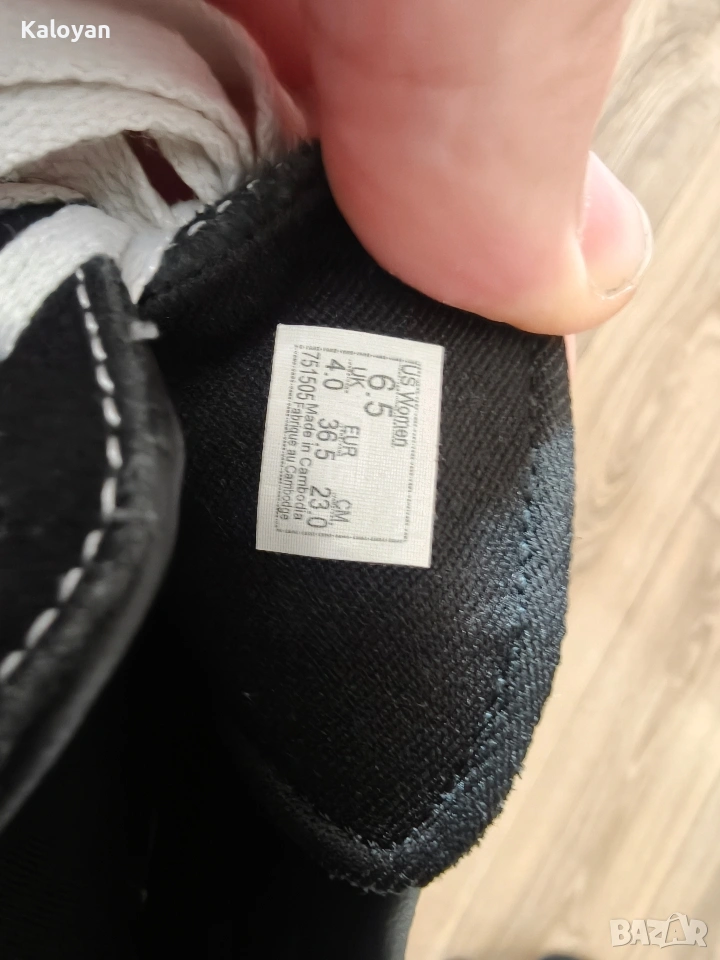 Kaloyan
US Women
6.5
UK EUR CM
4.0 36.5 23.0
751505 Made in Cambodia
Fabriqué au Cambodge
BAZAR